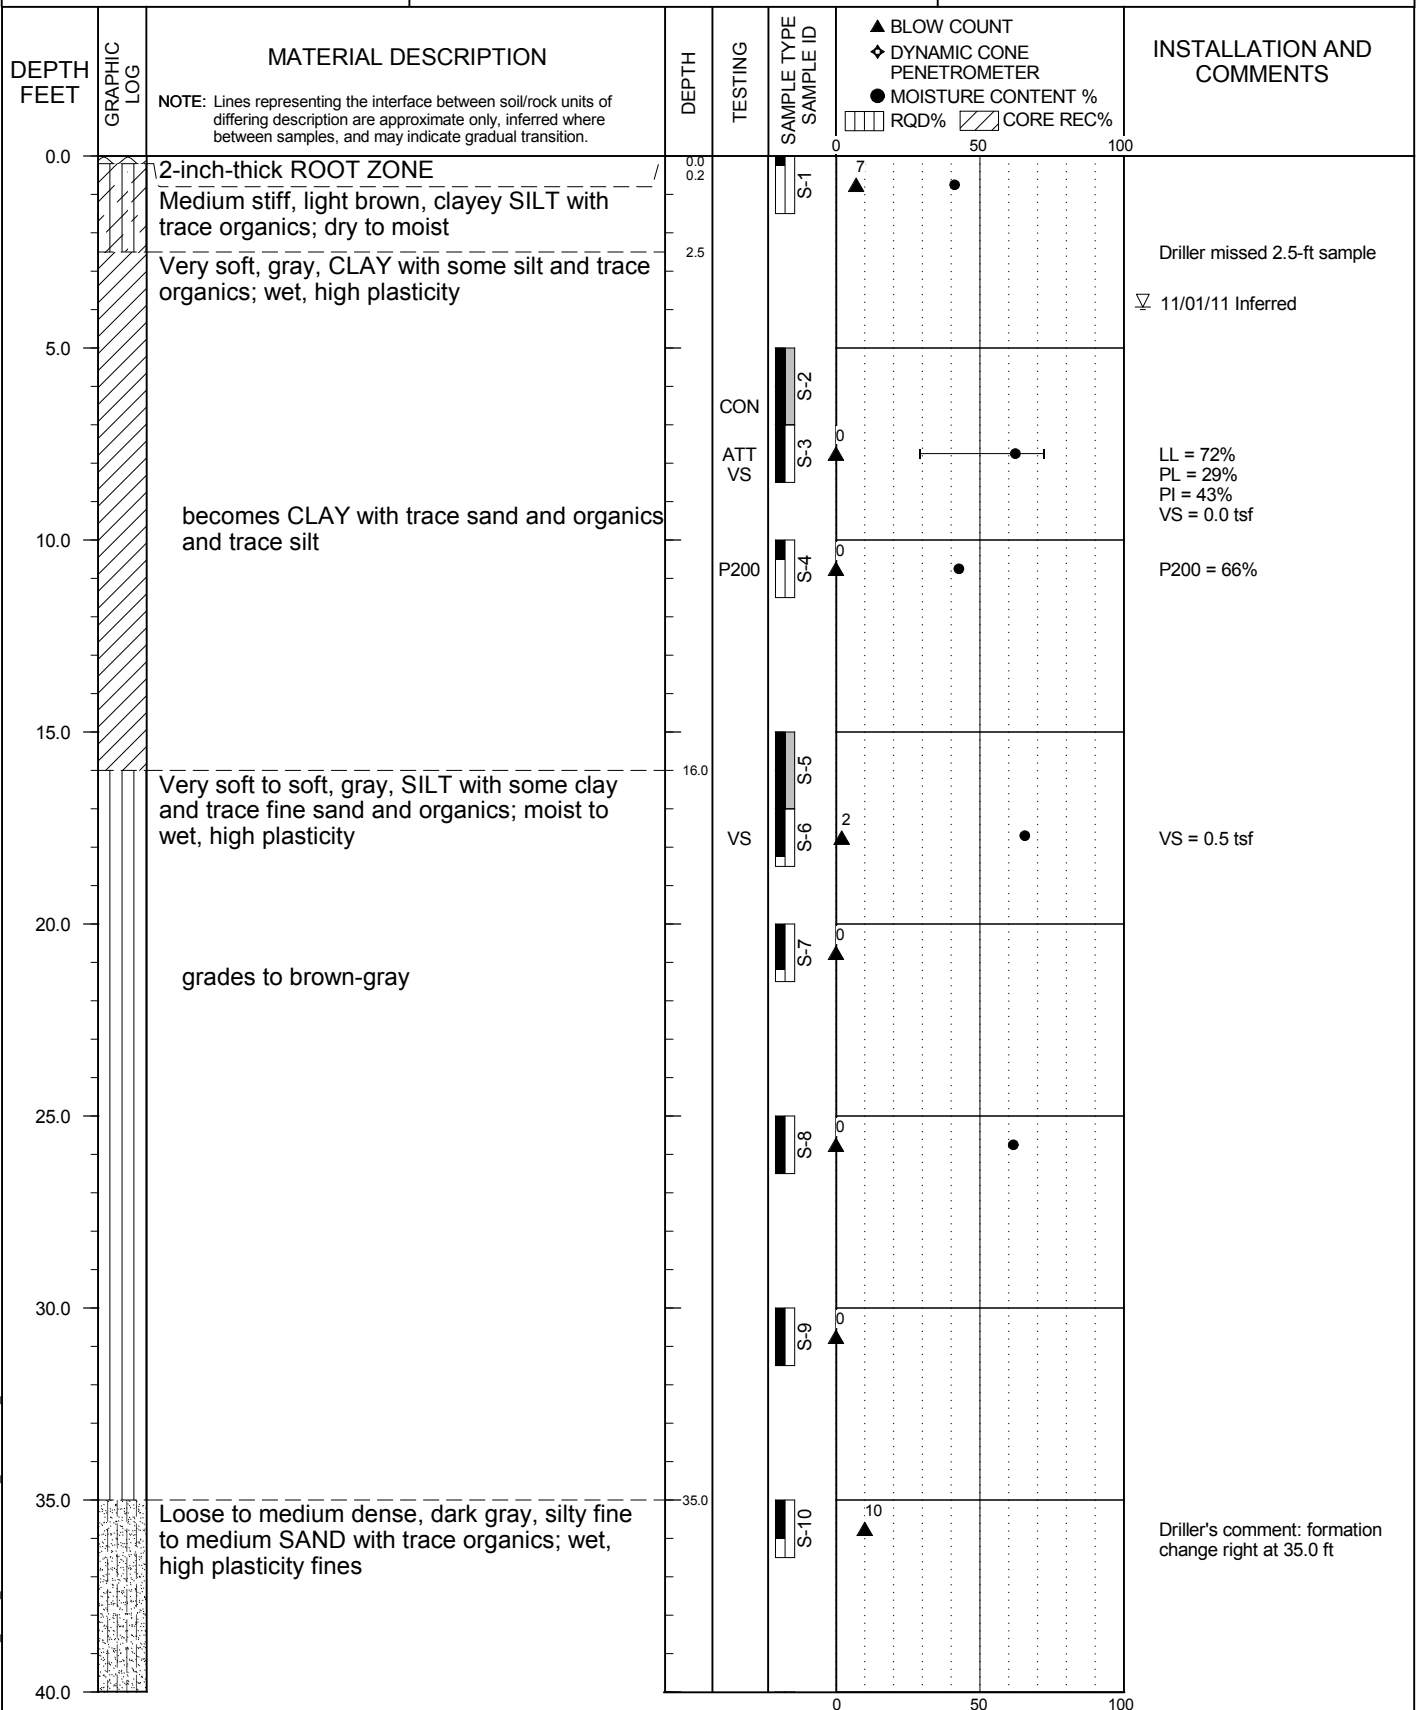 DEPTH
FEET
GRAPHIC
LOG
MATERIAL DESCRIPTION
NOTE: Lines representing the interface between soil/rock units of
differing description are approximate only, inferred where
between samples, and may indicate gradual transition.
DEPTH
TESTING
SAMPLE TYPE
SAMPLE ID
▲ BLOW COUNT
DYNAMIC CONE
PENETROMETER
● MOISTURE CONTENT %
RQD% CORE REC%
INSTALLATION AND
COMMENTS
0 50 100
0.0
2-inch-thick ROOT ZONE
0.0
0.2
S-1
7
Medium stiff, light brown, clayey SILT with
trace organics; dry to moist
2.5
Driller missed 2.5-ft sample
Very soft, gray, CLAY with some silt and trace
organics; wet, high plasticity
11/01/11 Inferred
5.0
S-2
CON
S-3
0
ATT
VS
LL = 72%
PL = 29%
PI = 43%
VS = 0.0 tsf
becomes CLAY with trace sand and organics
and trace silt
10.0
P200
S-4
0
P200 = 66%
15.0
S-5
16.0
Very soft to soft, gray, SILT with some clay
and trace fine sand and organics; moist to
wet, high plasticity
VS
S-6
2
VS = 0.5 tsf
20.0
S-7
0
grades to brown-gray
25.0
S-8
0
30.0
S-9
0
35.0
35.0
Loose to medium dense, dark gray, silty fine
to medium SAND with trace organics; wet,
high plasticity fines
S-10
10
Driller's comment: formation
change right at 35.0 ft
40.0
0 50 100